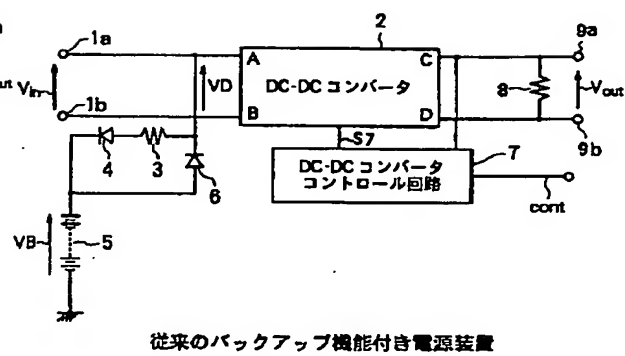 2
1a
9a
out
Vin
A
C
VD
DC-DC コンバータ
8
Vout
1b
B
D
9b
S7
4
3
6
DC-DC コンバータ
コントロール回路
7
cont
VB
5
従来のバックアップ機能付き電源装置